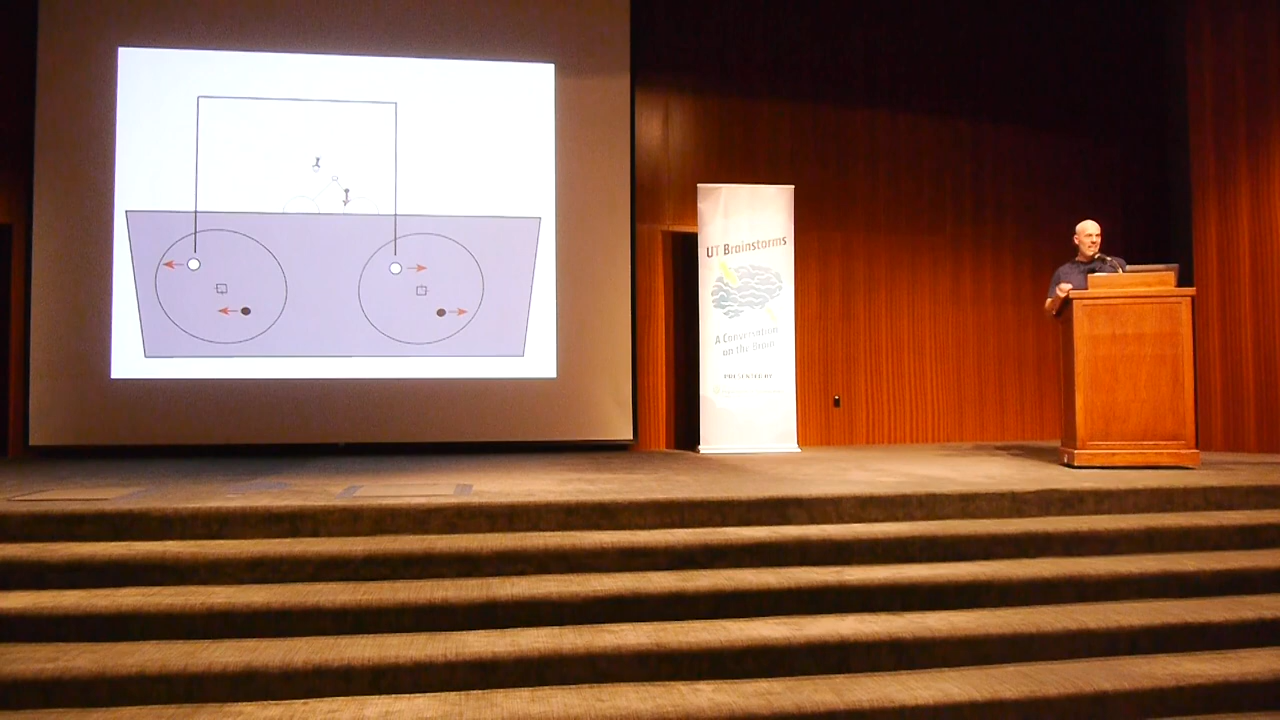 UT Brainstorms
A Conversation
on the Brain
PRESENTED BY